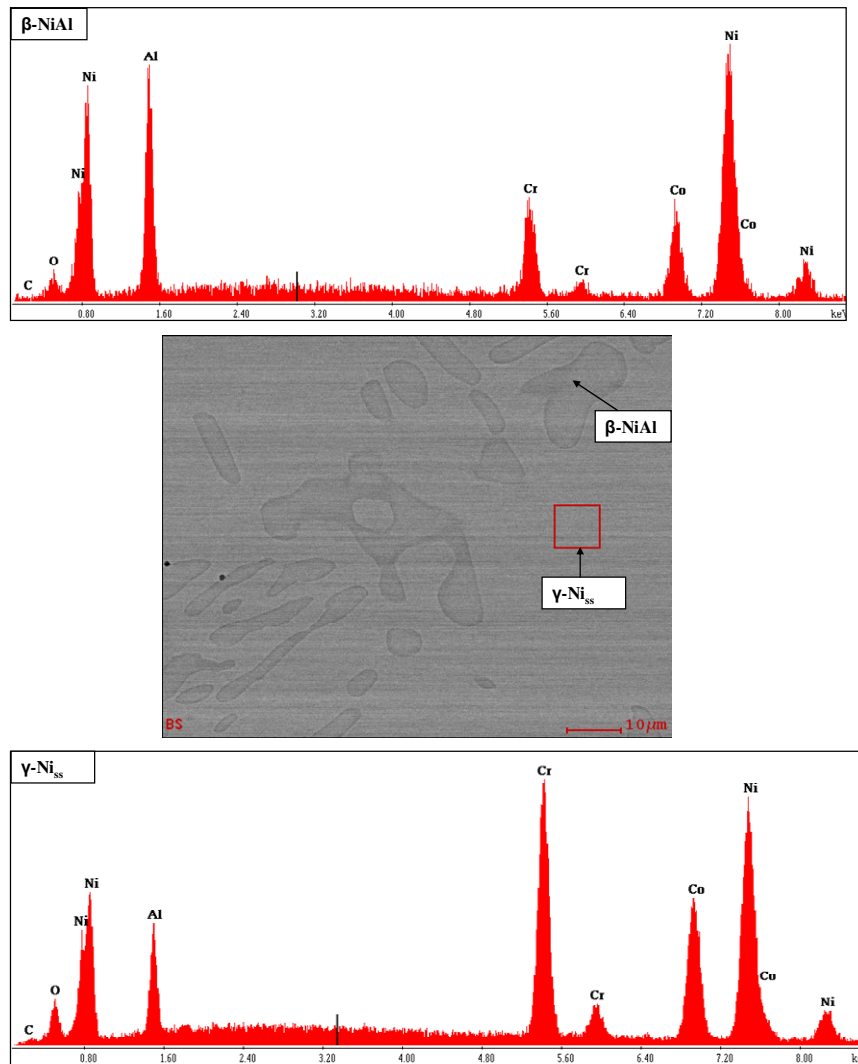 β-NiAl
Ni
Al
Ni
Ni
Cr
Co
Co
O
Cr
Ni
C
0.80 1.60 2.40 3.20 4.00 4.80 5.60 6.40 7.20 8.00 keV
β-NiAl
γ-Niss
BS
10µm
γ-Niss
Cr
Ni
Ni
Co
Al
Ni
O
Cr
Co
Ni
C
0.80 1.60 2.40 3.20 4.00 4.80 5.60 6.40 7.20 8.00 k